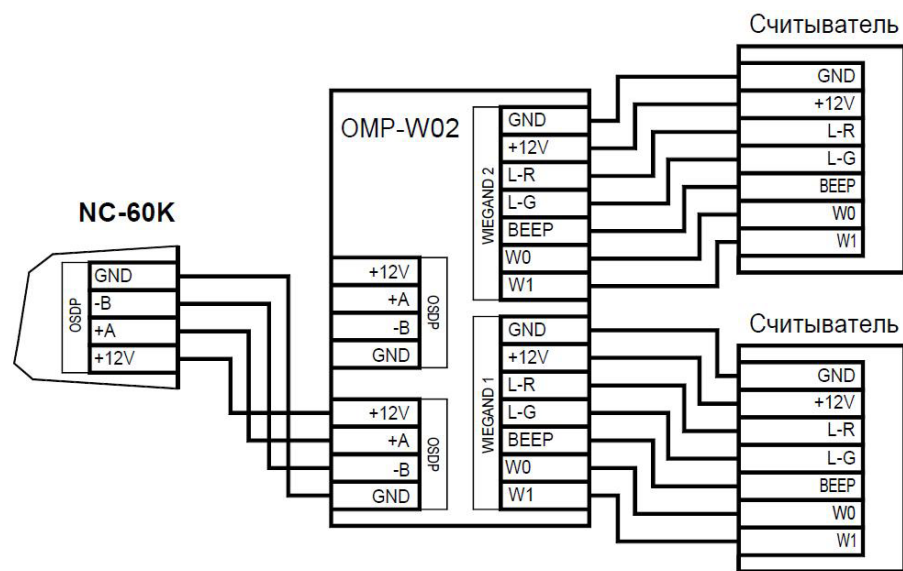 NC-60K
OSDP
GND
-B
+A
+12V
OMP-W02
+12V
+A
-B
GND
OSDP
+12V
+A
-B
GND
OSDP
WIEGAND 2
GND
+12V
L-R
L-G
BEEP
W0
W1
WIEGAND 1
GND
+12V
L-R
L-G
BEEP
W0
W1
Считыватель
GND
+12V
L-R
L-G
BEEP
W0
W1
Считыватель
GND
+12V
L-R
L-G
BEEP
W0
W1